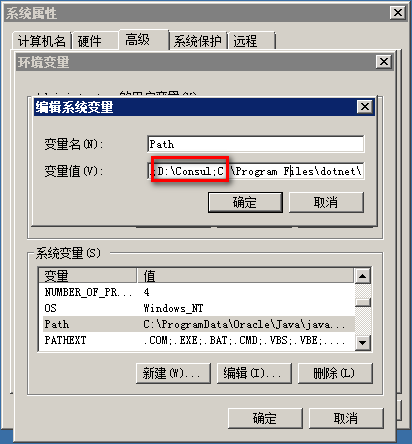 系统属性
计算机名 硬件 高级 系统保护 远程
环境变量
编辑系统变量
变量名(N): Path
变量值(V): ;D:\Consul;C:\Program Files\dotnet\
确定 取消
系统变量(S)
变量 值
NUMBER_OF_PR... 4
OS Windows_NT
Path C:\ProgramData\Oracle\Java\java...
PATHEXT .COM;.EXE;.BAT;.CMD;.VBS;.VBE;....
新建(W)... 编辑(I)... 删除(L)
确定 取消